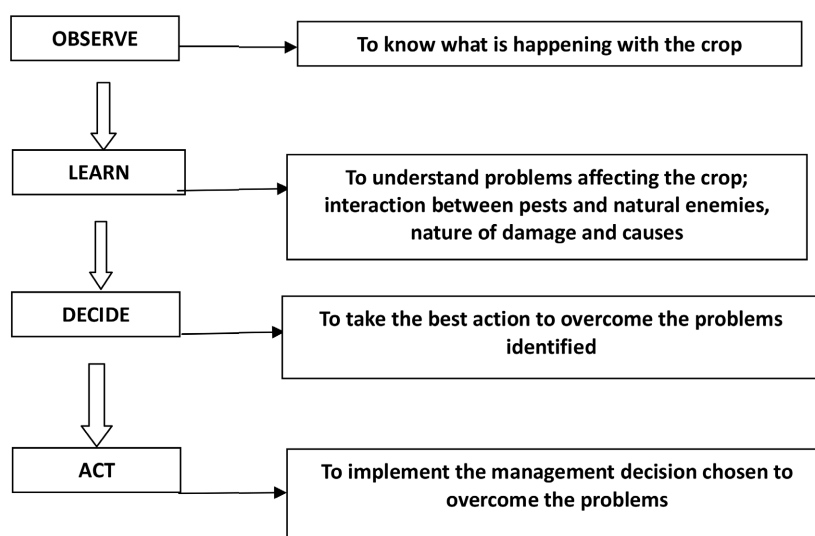 OBSERVE
To know what is happening with the crop
LEARN
To understand problems affecting the crop;
interaction between pests and natural enemies,
nature of damage and causes
DECIDE
To take the best action to overcome the problems
identified
ACT
To implement the management decision chosen to
overcome the problems